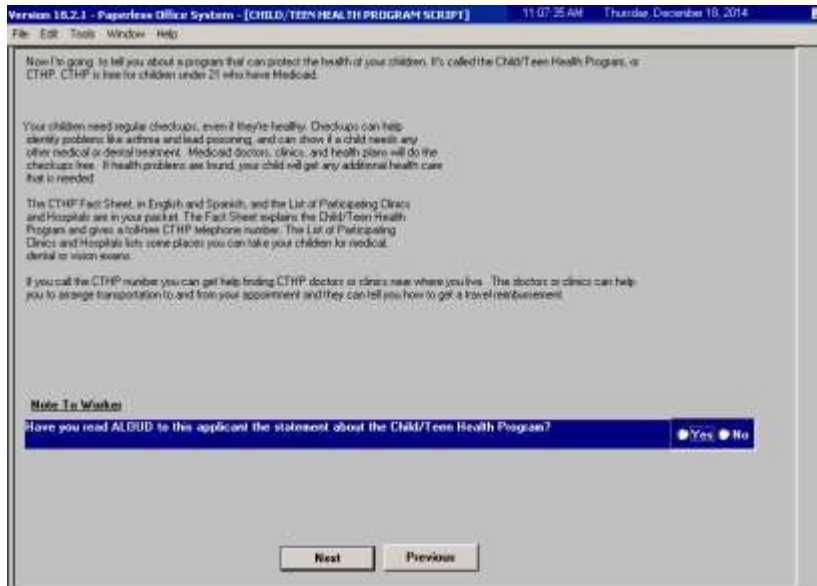 Version 18.2.1 - Paperless Office System - [CHILD/TEEN HEALTH PROGRAM SCRIPT] 11:07:35 AM Thursday, December 18, 2014
File Edit Tools Window Help
Now I'm going to tell you about a program that can protect the health of your children. It's called the Child/Teen Health Program, or
CTHP. CTHP is free for children under 21 who have Medicaid.
Your children need regular checkups, even if they're healthy. Checkups can help
identify problems like asthma and lead poisoning, and can show if a child needs any
other medical or dental treatment. Medicaid doctors, clinics, and health plans will do the
checkups free. If health problems are found, your child will get any additional health care
that is needed.
The CTHP Fact Sheet, in English and Spanish, and the List of Participating Clinics
and Hospitals are in your packet. The Fact Sheet explains the Child/Teen Health
Program and gives a toll-free CTHP telephone number. The List of Participating
Clinics and Hospitals lists some places you can take your children for medical,
dental or vision exams.
If you call the CTHP number you can get help finding CTHP doctors or clinics near where you live. The doctors or clinics can help
you to arrange transportation to and from your appointment and they can tell you how to get a travel reimbursement.
Note To Worker
Have you read ALOUD to this applicant the statement about the Child/Teen Health Program? Yes No
Next Previous